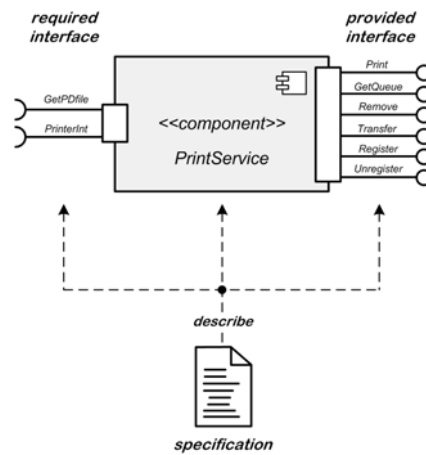 required
interface
provided
interface
GetPDfile
PrinterInt
<<component>>
PrintService
Print
GetQueue
Remove
Transfer
Register
Unregister
describe
specification